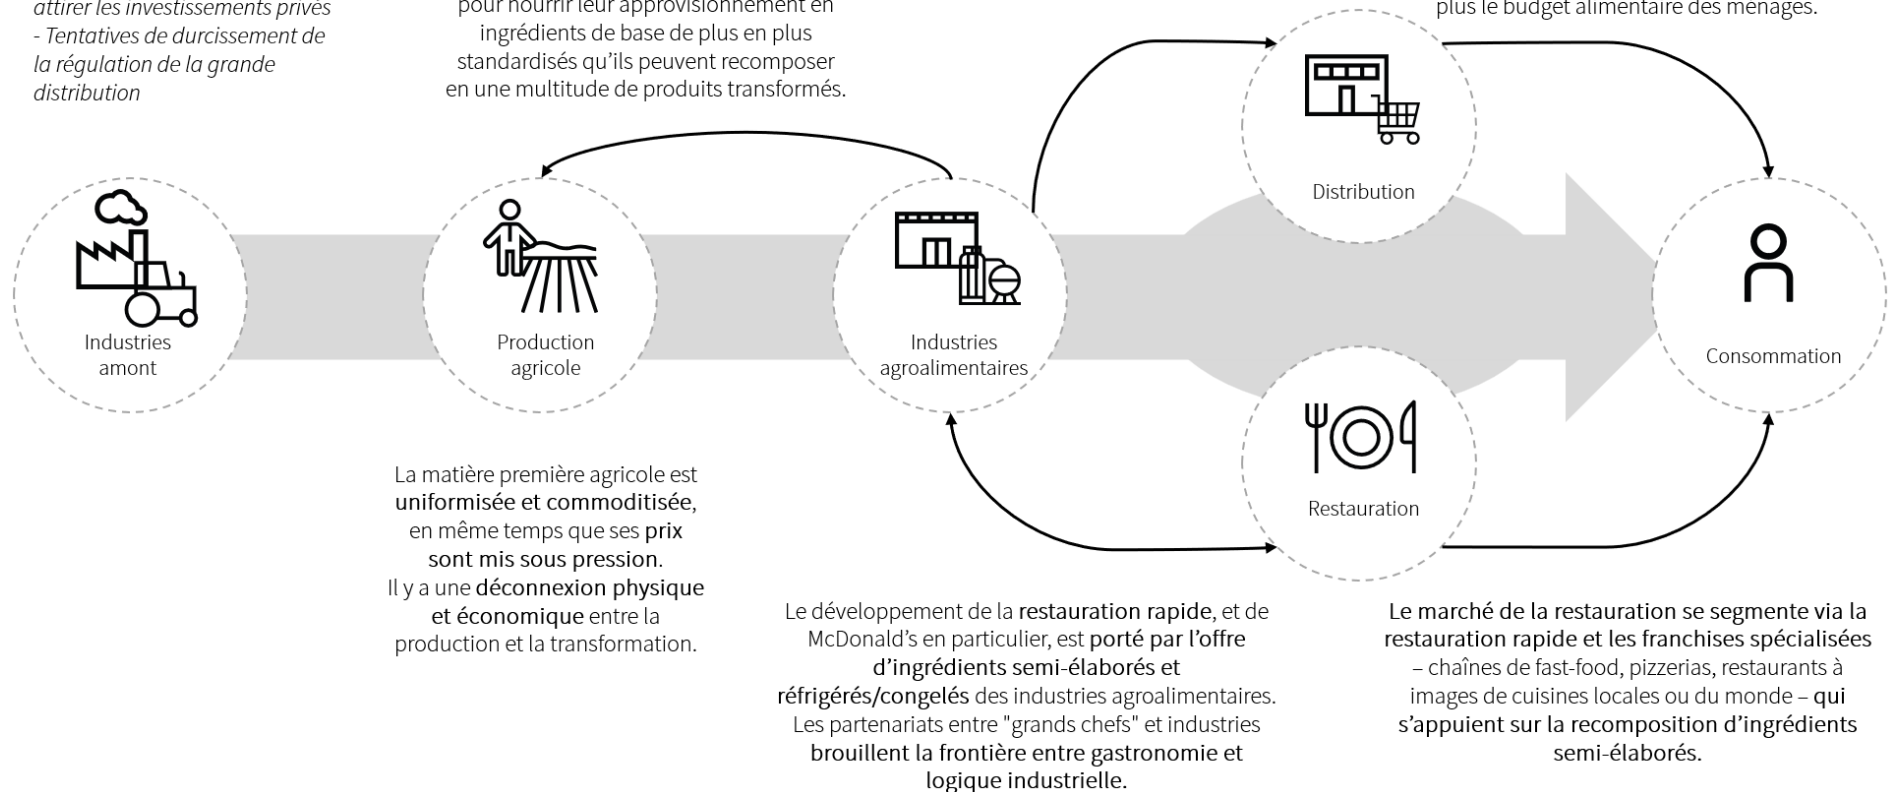 attirer les investissements privés
- Tentatives de durcissement de
la régulation de la grande
distribution
pour nourrir leur approvisionnement en
ingrédients de base de plus en plus
standardisés qu’ils peuvent recomposer
en une multitude de produits transformés.
plus le budget alimentaire des ménages.
Distribution
Industries
amont
Production
agricole
Industries
agroalimentaires
Consommation
Restauration
La matière première agricole est
uniformisée et commoditisée,
en même temps que ses prix
sont mis sous pression.
Il y a une déconnexion physique
et économique entre la
production et la transformation.
Le développement de la restauration rapide, et de
McDonald’s en particulier, est porté par l’offre
d’ingrédients semi-élaborés et
réfrigérés/congelés des industries agroalimentaires.
Les partenariats entre "grands chefs" et industries
brouillent la frontière entre gastronomie et
logique industrielle.
Le marché de la restauration se segmente via la
restauration rapide et les franchises spécialisées
– chaînes de fast-food, pizzerias, restaurants à
images de cuisines locales ou du monde – qui
s’appuient sur la recomposition d’ingrédients
semi-élaborés.